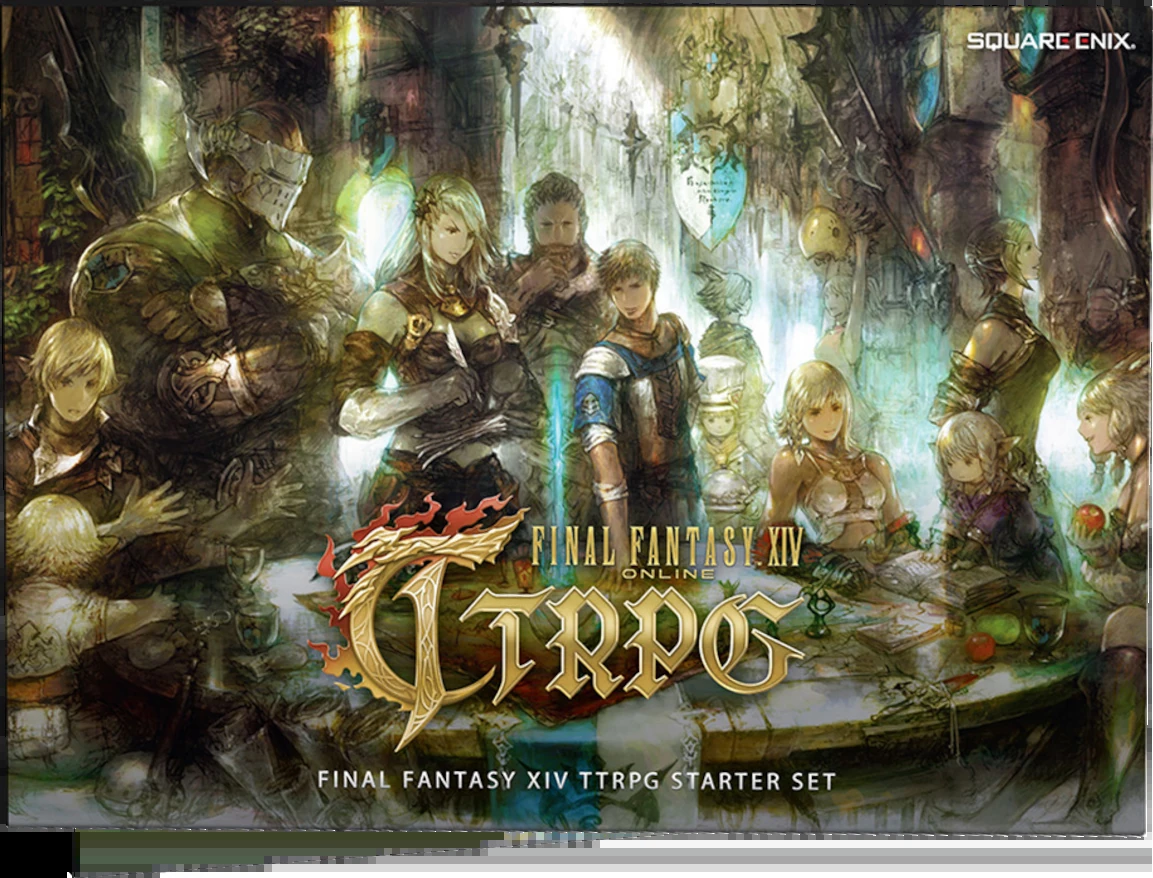 SQUARE ENIX®
FINAL FANTASY XIV
ONLINE
TTRPG
FINAL FANTASY XIV TTRPG STARTER SET